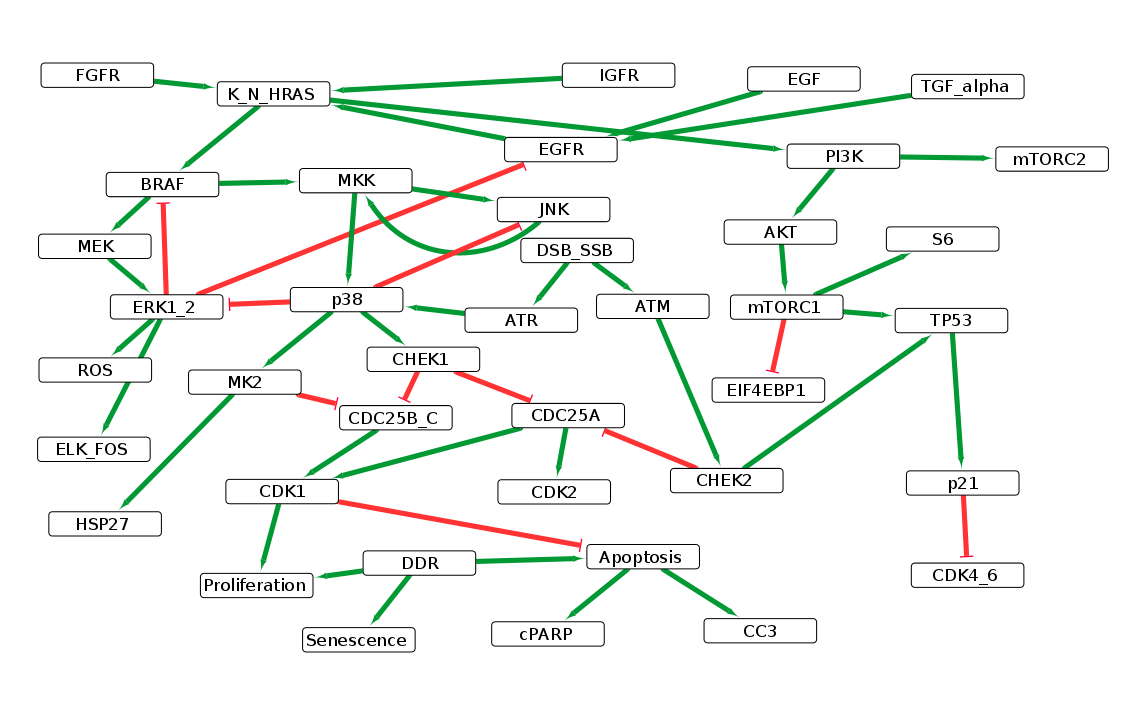 FGFR
IGFR
EGF
TGF_alpha
K_N_HRAS
EGFR
PI3K
mTORC2
BRAF
MKK
JNK
AKT
S6
MEK
DSB_SSB
ERK1_2
p38
ATR
ATM
mTORC1
TP53
ROS
MK2
CHEK1
EIF4EBP1
CDC25B_C
CDC25A
ELK_FOS
CDK1
CDK2
CHEK2
p21
HSP27
DDR
Apoptosis
Proliferation
CDK4_6
Senescence
cPARP
CC3